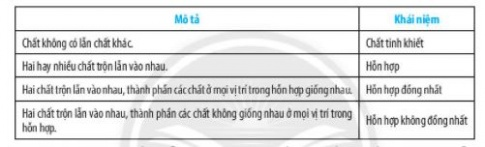 Mô tả Khái niệm
Chất không có lẫn chất khác. Chất tinh khiết
Hai hay nhiều chất trộn lẫn vào nhau. Hỗn hợp
Hai chất trộn lẫn vào nhau, thành phần các chất ở mọi vị trí trong hỗn hợp giống nhau. Hỗn hợp đồng nhất
Hai chất trộn lẫn vào nhau, thành phần các chất không giống nhau ở mọi vị trí trong
hỗn hợp. Hỗn hợp không đồng nhất